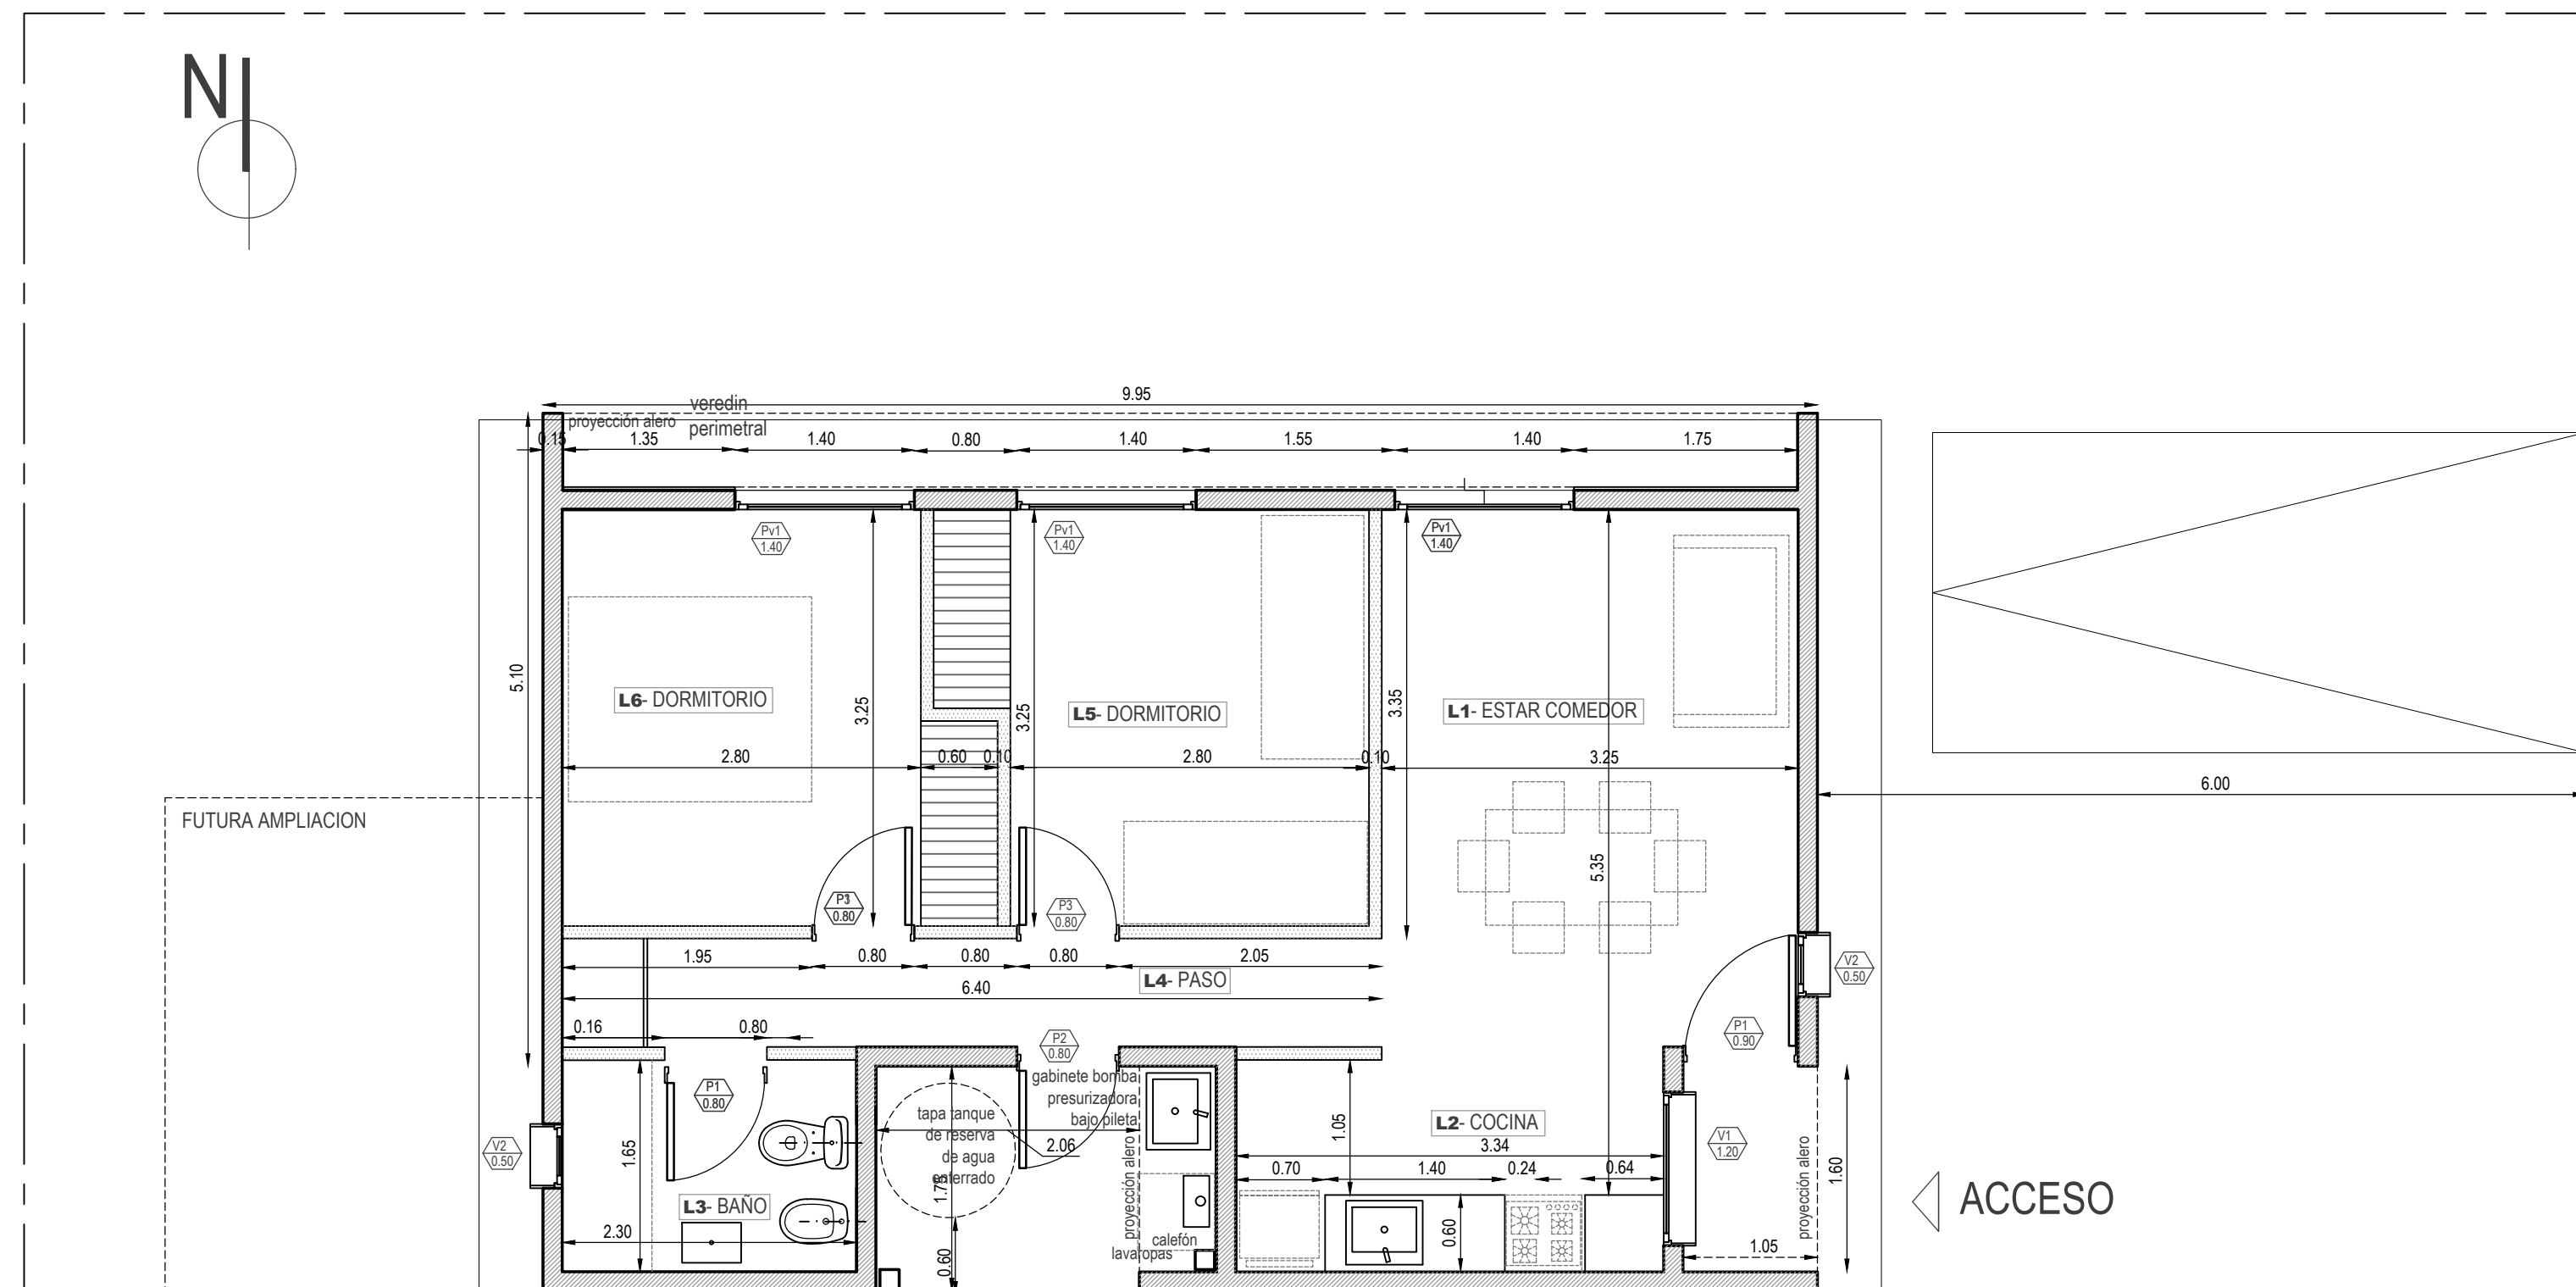 N
9.95
veredin
proyección alero
perimetral
0.15
1.35
1.40
0.80
1.40
1.55
1.40
1.75
Pv1
1.40
Pv1
1.40
Pv1
1.40
5.10
3.25
3.25
3.35
L6- DORMITORIO
L5- DORMITORIO
L1- ESTAR COMEDOR
2.80
0.60
0.10
2.80
0.10
3.25
6.00
FUTURA AMPLIACION
5.35
P3
0.80
P3
0.80
1.95
0.80
0.80
0.80
2.05
L4- PASO
6.40
V2
0.50
0.16
0.80
P2
0.80
P1
0.90
gabinete bomba
presurizadora
bajo pileta
P1
0.80
tapa tanque
de reserva
de agua
enterrado
2.06
1.75
0.60
V2
0.50
1.65
L3- BAÑO
2.30
proyección alero
calefón
lavaropas
1.05
L2- COCINA
3.34
0.70
1.40
0.24
0.64
0.60
V1
1.20
proyección alero
1.60
1.05
ACCESO